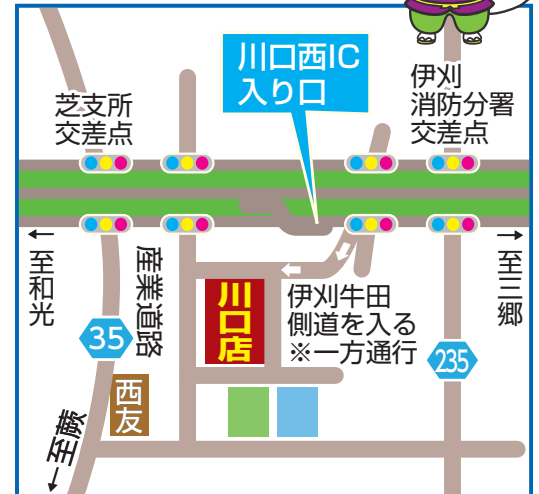 川口西IC
入り口
芝支所
交差点
伊刈
消防分署
交差点
←
至和光
産業道路
→
至三郷
川口店
伊刈牛田
側道を入る
※一方通行
35
235
西友
←至蕨